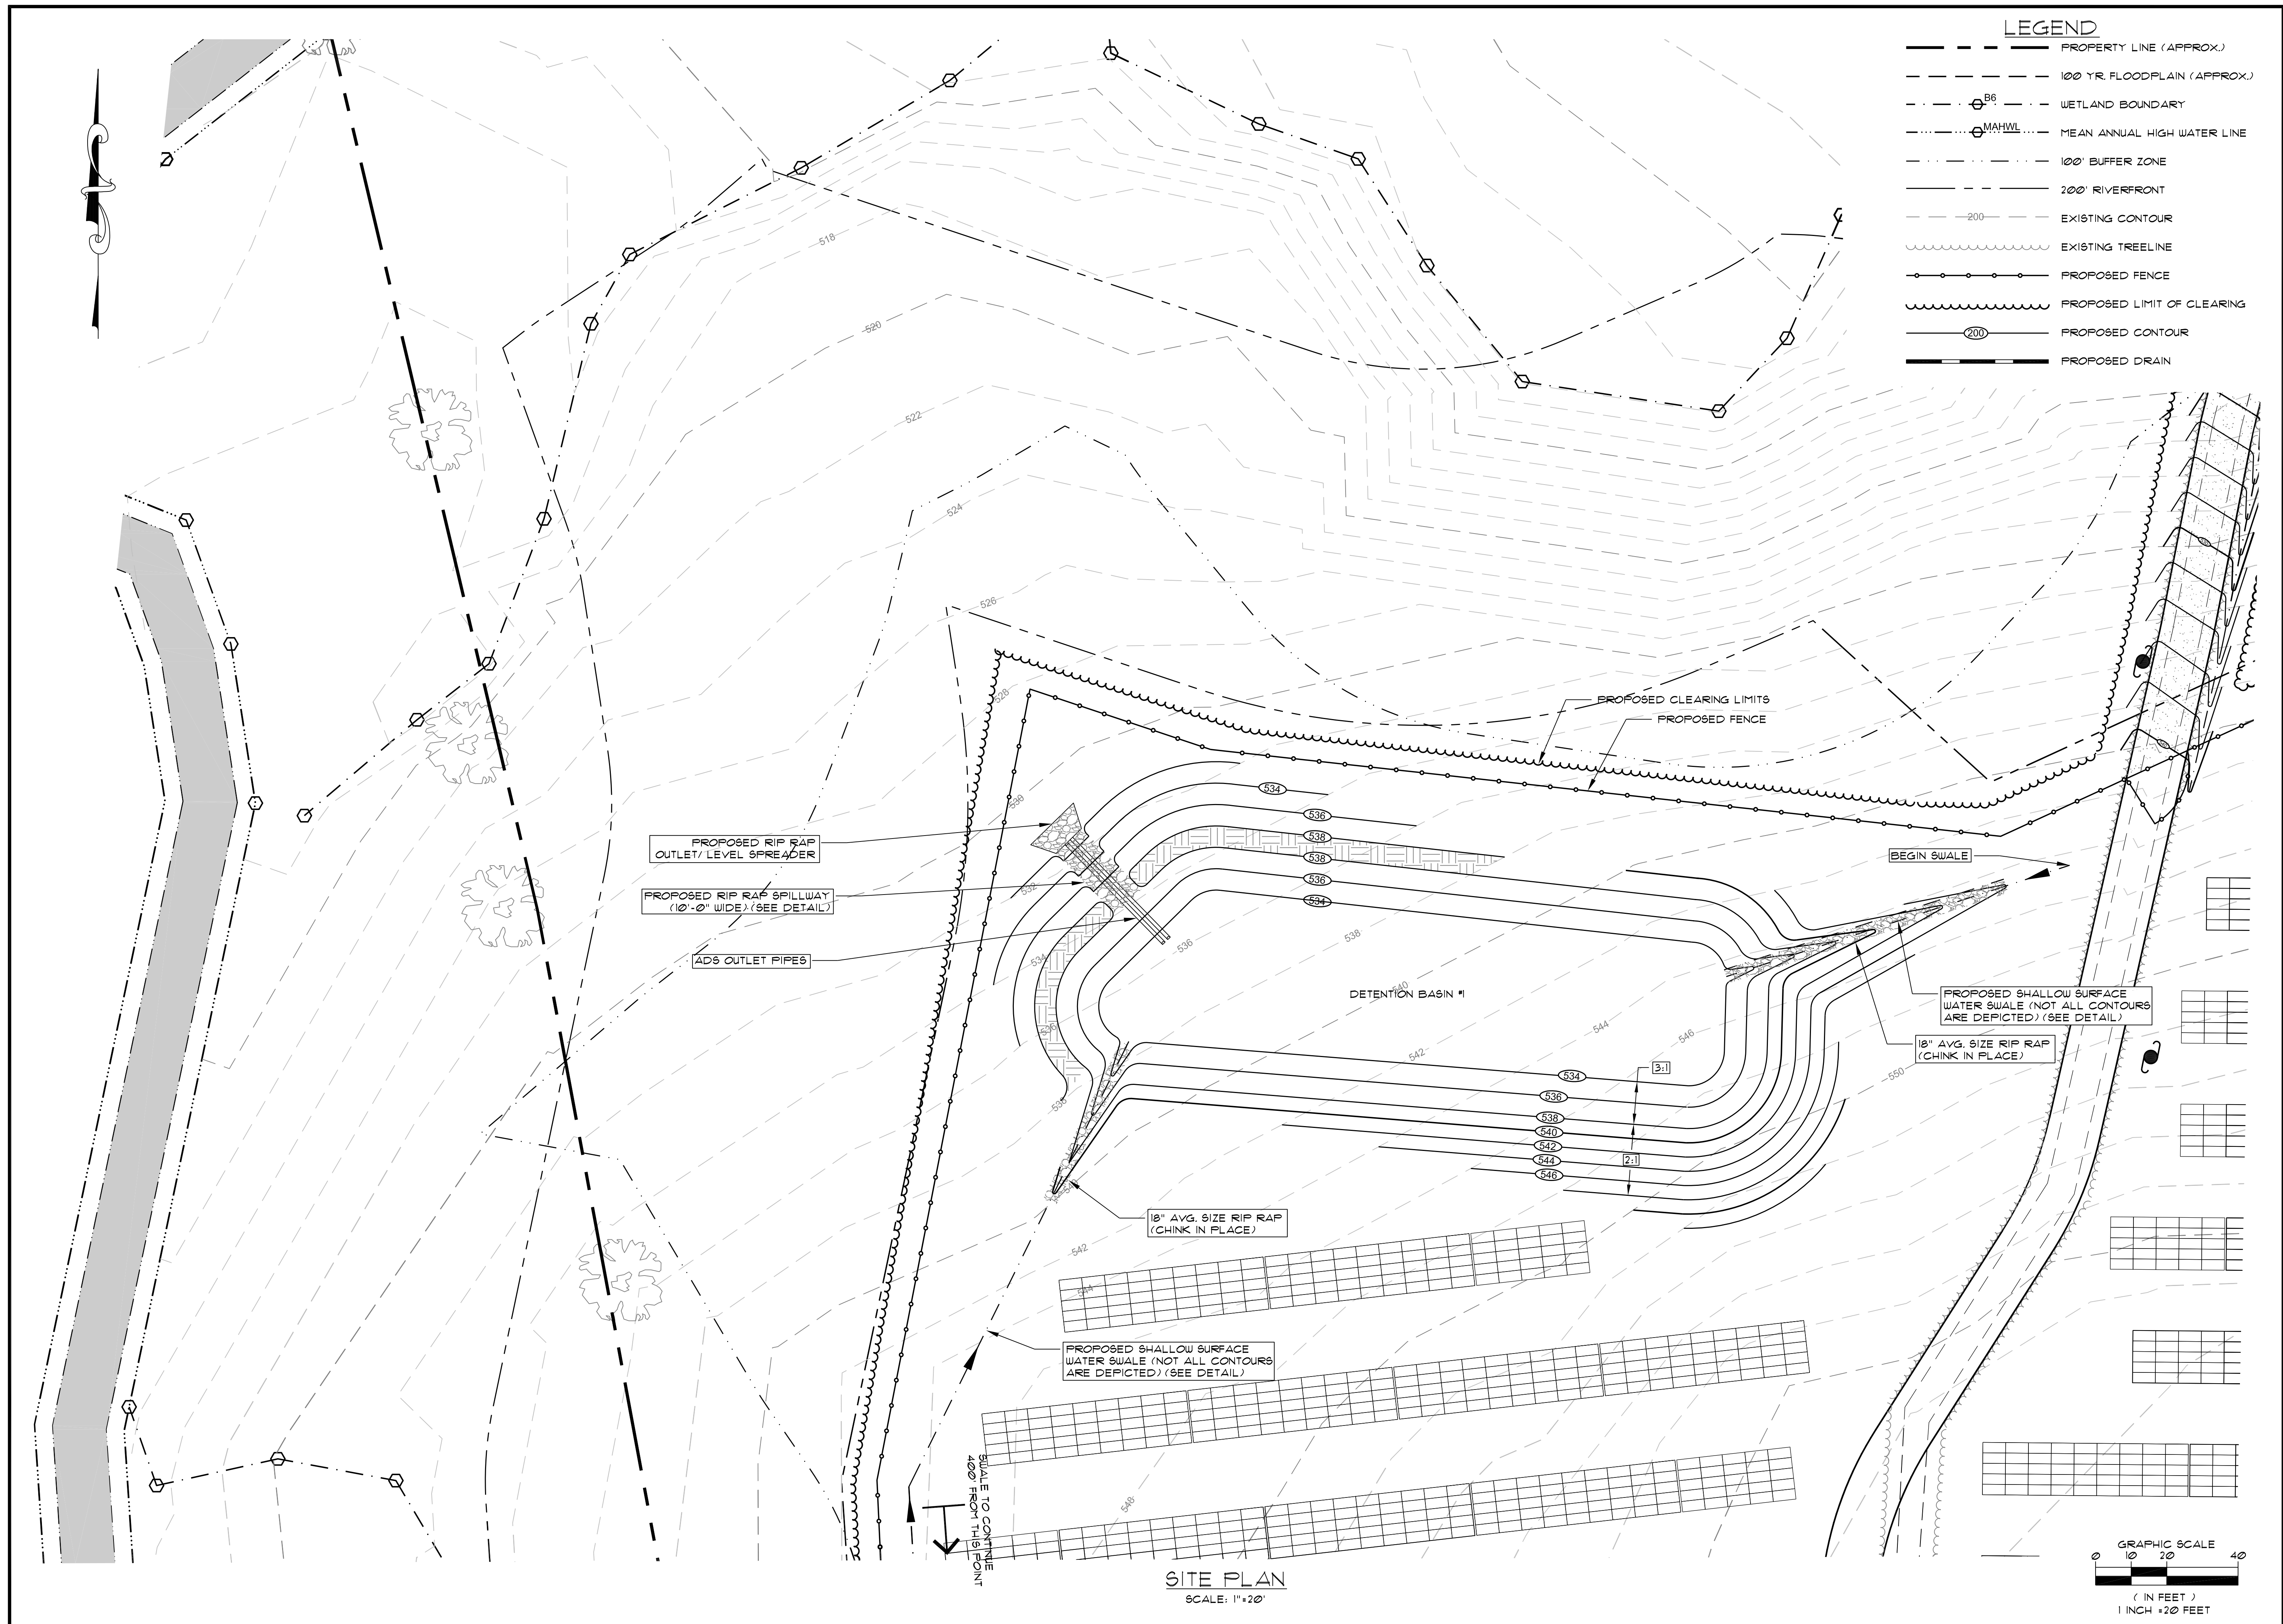 LEGEND
PROPERTY LINE (APPROX.)
100 YR. FLOODPLAIN (APPROX.)
B6
WETLAND BOUNDARY
MAHWL
MEAN ANNUAL HIGH WATER LINE
100' BUFFER ZONE
200' RIVERFRONT
200
EXISTING CONTOUR
EXISTING TREELINE
PROPOSED FENCE
PROPOSED LIMIT OF CLEARING
200
PROPOSED CONTOUR
PROPOSED DRAIN
518
520
522
524
526
528
530
532
534
536
538
536
538
540
542
544
546
550
PROPOSED CLEARING LIMITS
PROPOSED FENCE
534
536
538
538
536
534
PROPOSED RIP RAP
OUTLET/ LEVEL SPREADER
PROPOSED RIP RAP SPILLWAY
(10'-0" WIDE) (SEE DETAIL)
ADS OUTLET PIPES
BEGIN SWALE
DETENTION BASIN #1
PROPOSED SHALLOW SURFACE
WATER SWALE (NOT ALL CONTOURS
ARE DEPICTED) (SEE DETAIL)
18" AVG. SIZE RIP RAP
(CHINK IN PLACE)
3:1
534
536
538
540
542
544
546
2:1
18" AVG. SIZE RIP RAP
(CHINK IN PLACE)
542
544
548
PROPOSED SHALLOW SURFACE
WATER SWALE (NOT ALL CONTOURS
ARE DEPICTED) (SEE DETAIL)
SWALE TO CONTINUE
400' FROM THIS POINT
SITE PLAN
SCALE: 1"=20'
GRAPHIC SCALE
0 10 20 40
( IN FEET )
1 INCH =20 FEET